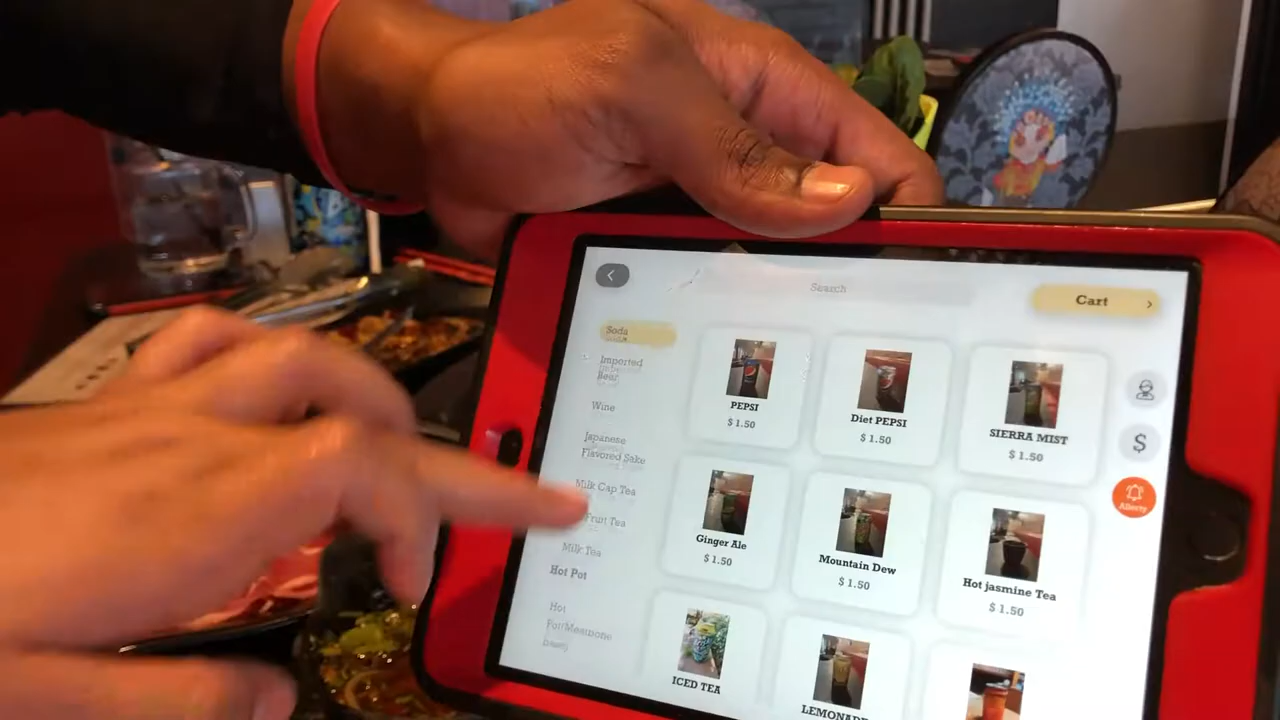 Search
Cart
Soda
Imported
Beer
Wine
Japanese
Flavored Sake
Milk Cap Tea
Fruit Tea
Milk Tea
Hot Pot
Hot
PEPSI
$ 1.50
Diet PEPSI
$ 1.50
SIERRA MIST
$ 1.50
Ginger Ale
$ 1.50
Mountain Dew
$ 1.50
Hot jasmine Tea
$ 1.50
ICED TEA
LEMONADE
$